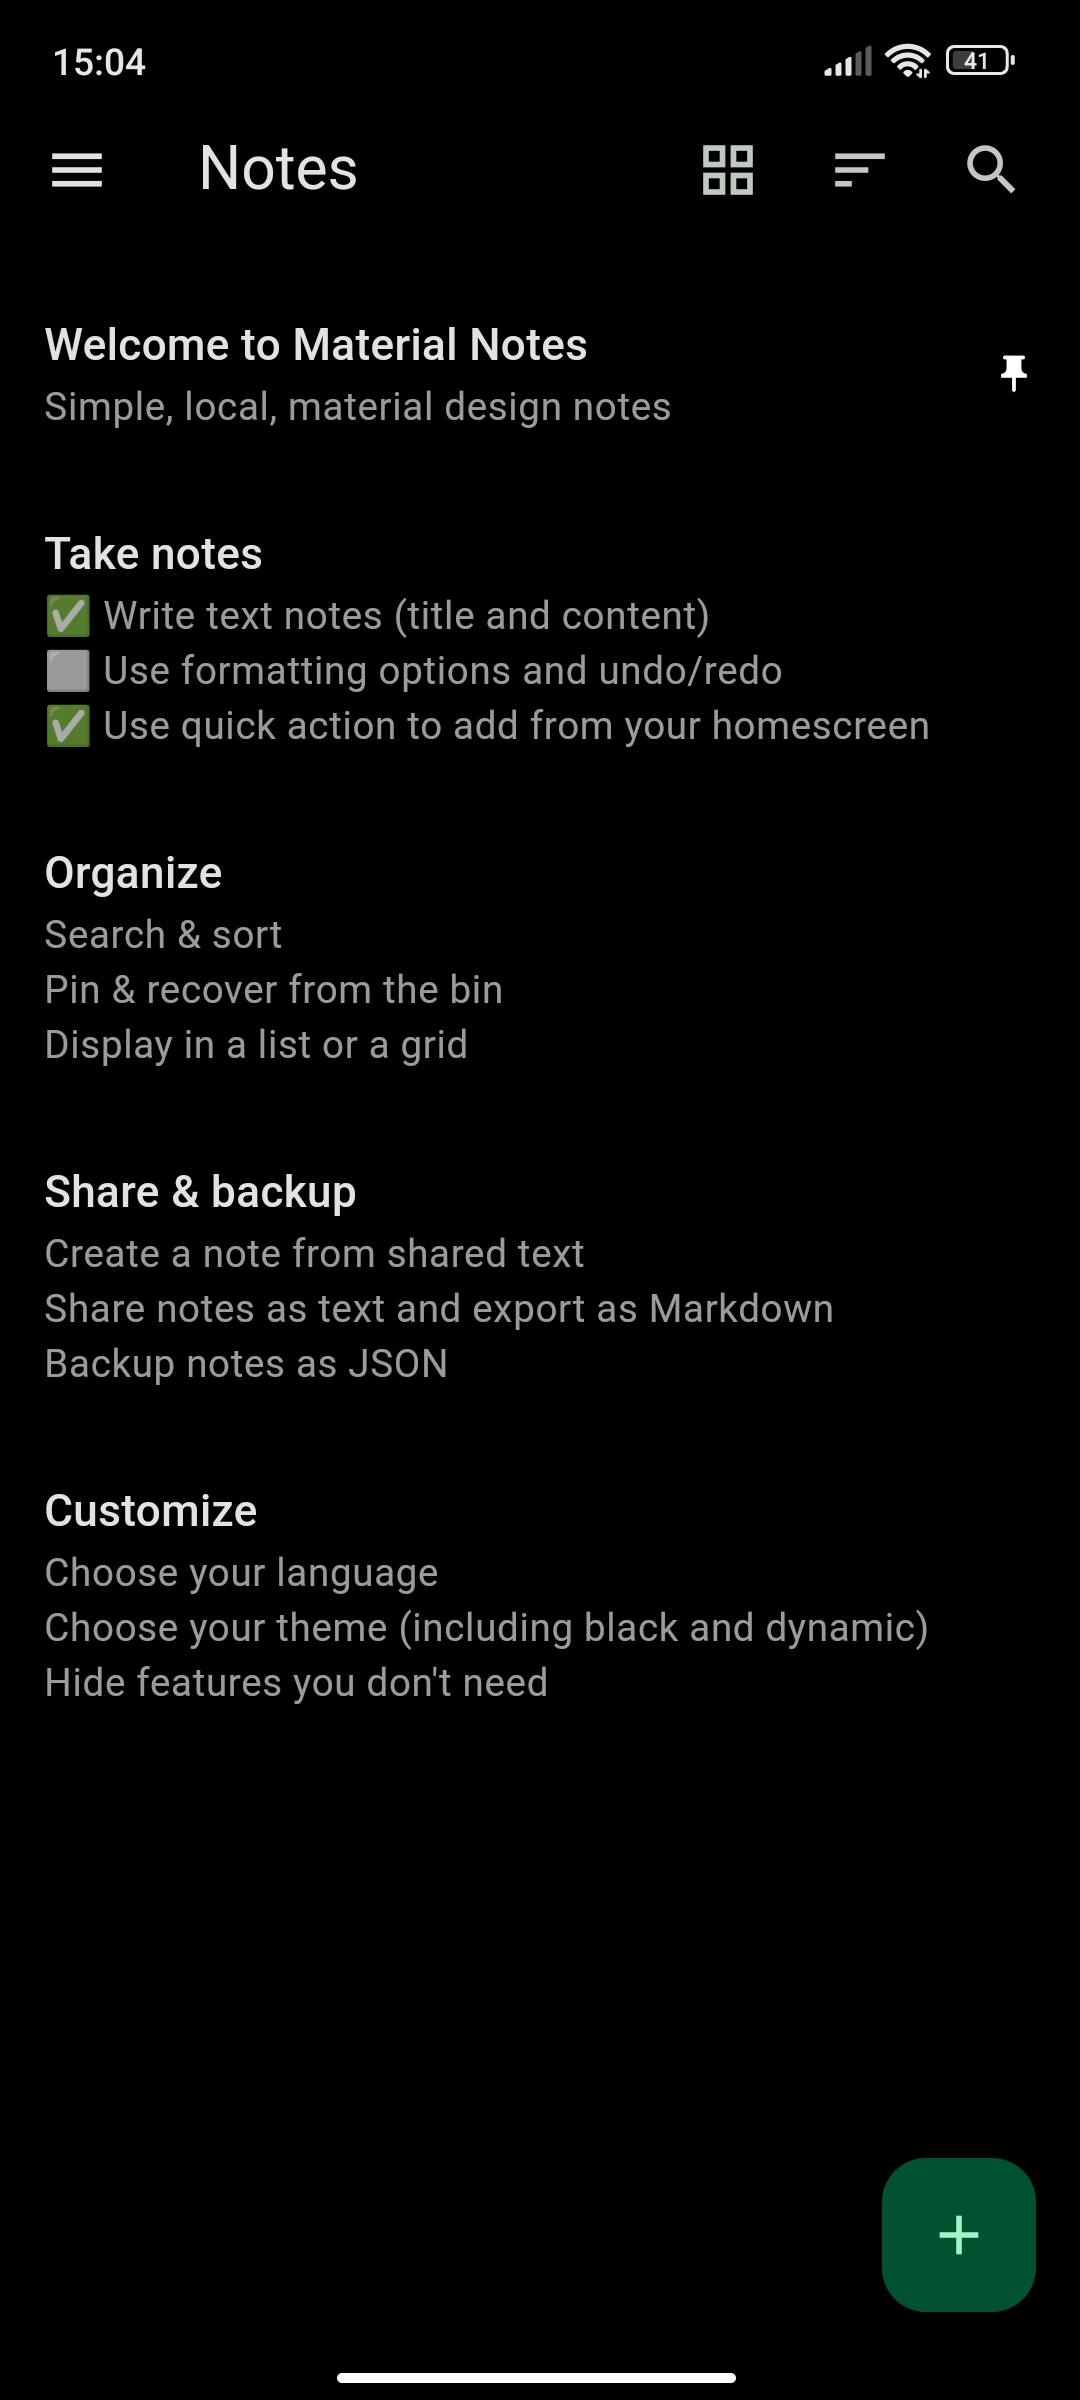 15:04
41
Notes
Welcome to Material Notes
Simple, local, material design notes
Take notes
✅ Write text notes (title and content)
⬜ Use formatting options and undo/redo
✅ Use quick action to add from your homescreen
Organize
Search & sort
Pin & recover from the bin
Display in a list or a grid
Share & backup
Create a note from shared text
Share notes as text and export as Markdown
Backup notes as JSON
Customize
Choose your language
Choose your theme (including black and dynamic)
Hide features you don't need